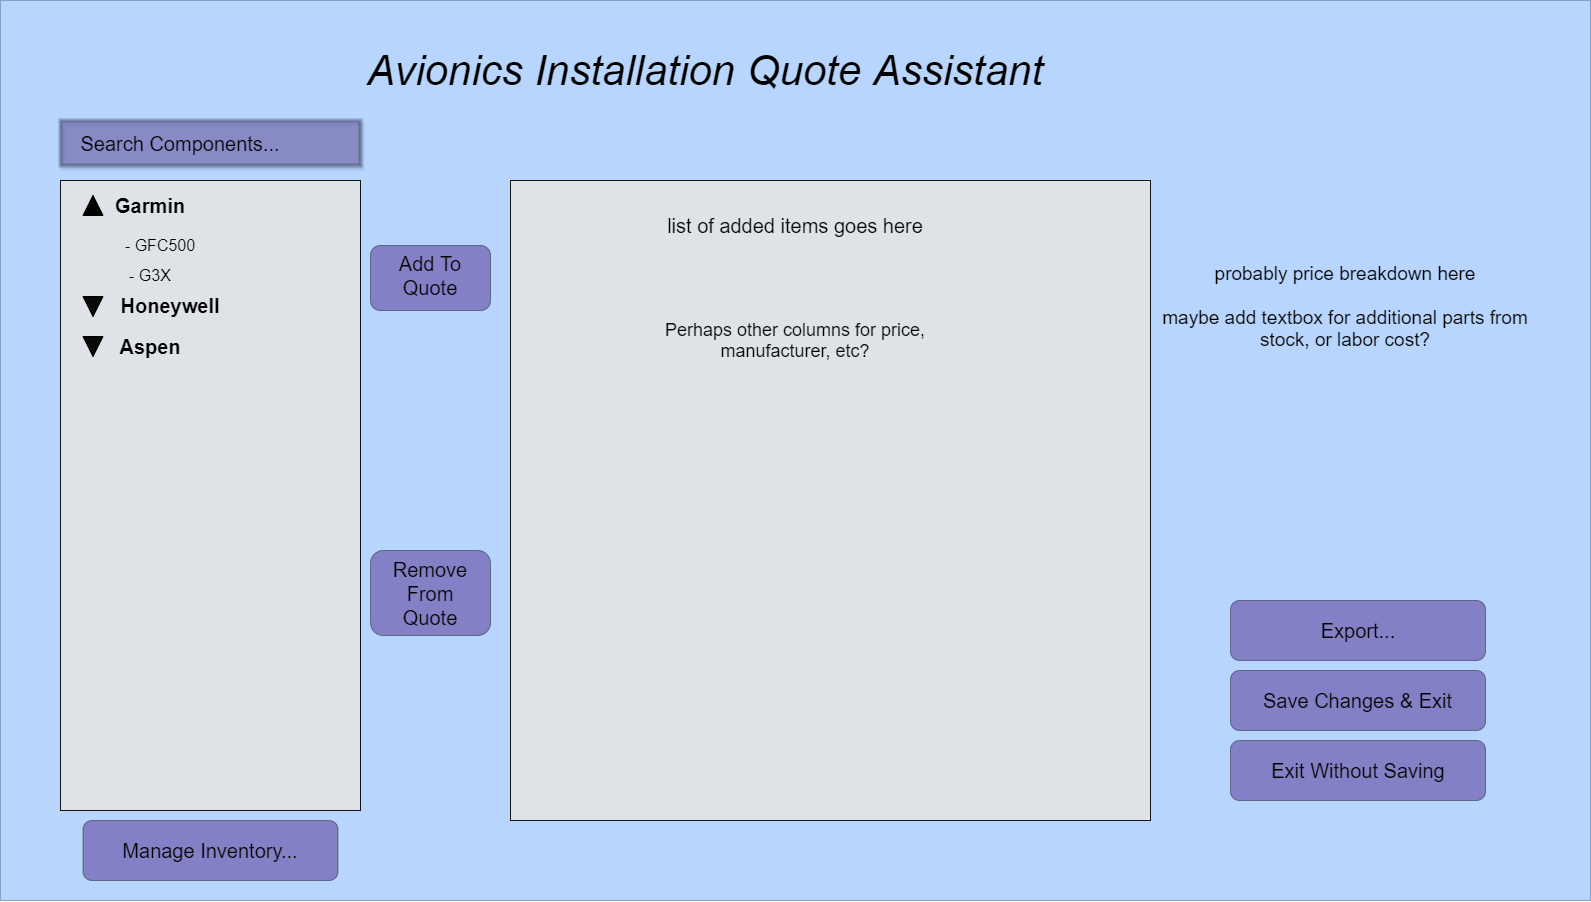 Avionics Installation Quote Assistant
Search Components...
Garmin
- GFC500
- G3X
Honeywell
Aspen
Manage Inventory...
Add To
Quote
Remove
From
Quote
list of added items goes here
Perhaps other columns for price,
manufacturer, etc?
probably price breakdown here
maybe add textbox for additional parts from
stock, or labor cost?
Export...
Save Changes & Exit
Exit Without Saving